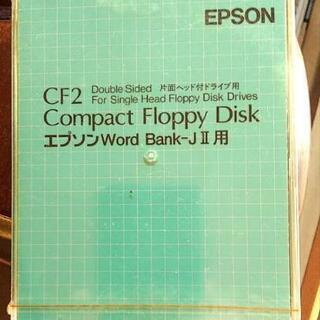 EPSON
CF2 Double Sided 片面ヘッド付ドライブ用
For Single Head Floppy Disk Drives
Compact Floppy Disk
エプソンWord Bank-JⅡ用